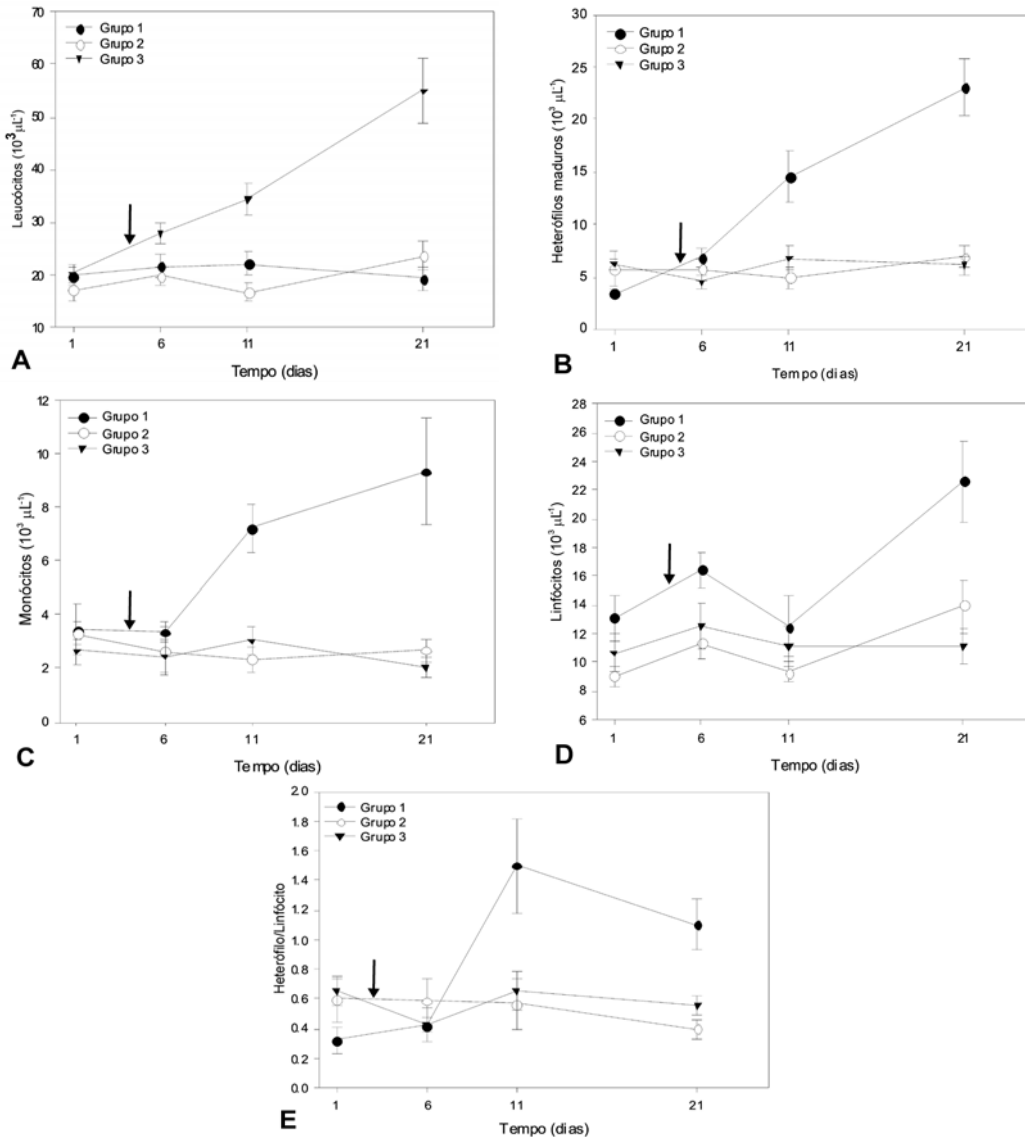 70
60
50
40
30
20
10
Leucócitos (10³ μL⁻¹)
Grupo 1
Grupo 2
Grupo 3
1 6 11 21
Tempo (dias)
A
30
25
20
15
10
5
0
Heterófilos maduros (10³ μL⁻¹)
Grupo 1
Grupo 2
Grupo 3
1 6 11 21
Tempo (dias)
B
12
10
8
6
4
2
0
Monócitos (10³ μL⁻¹)
Grupo 1
Grupo 2
Grupo 3
1 6 11 21
Tempo (dias)
C
28
26
24
22
20
18
16
14
12
10
8
6
Linfócitos (10³ μL⁻¹)
Grupo 1
Grupo 2
Grupo 3
1 6 11 21
Tempo (dias)
D
2.0
1.8
1.6
1.4
1.2
1.0
0.8
0.6
0.4
0.2
0.0
Heterófilo/Linfócito
Grupo 1
Grupo 2
Grupo 3
1 6 11 21
Tempo (dias)
E